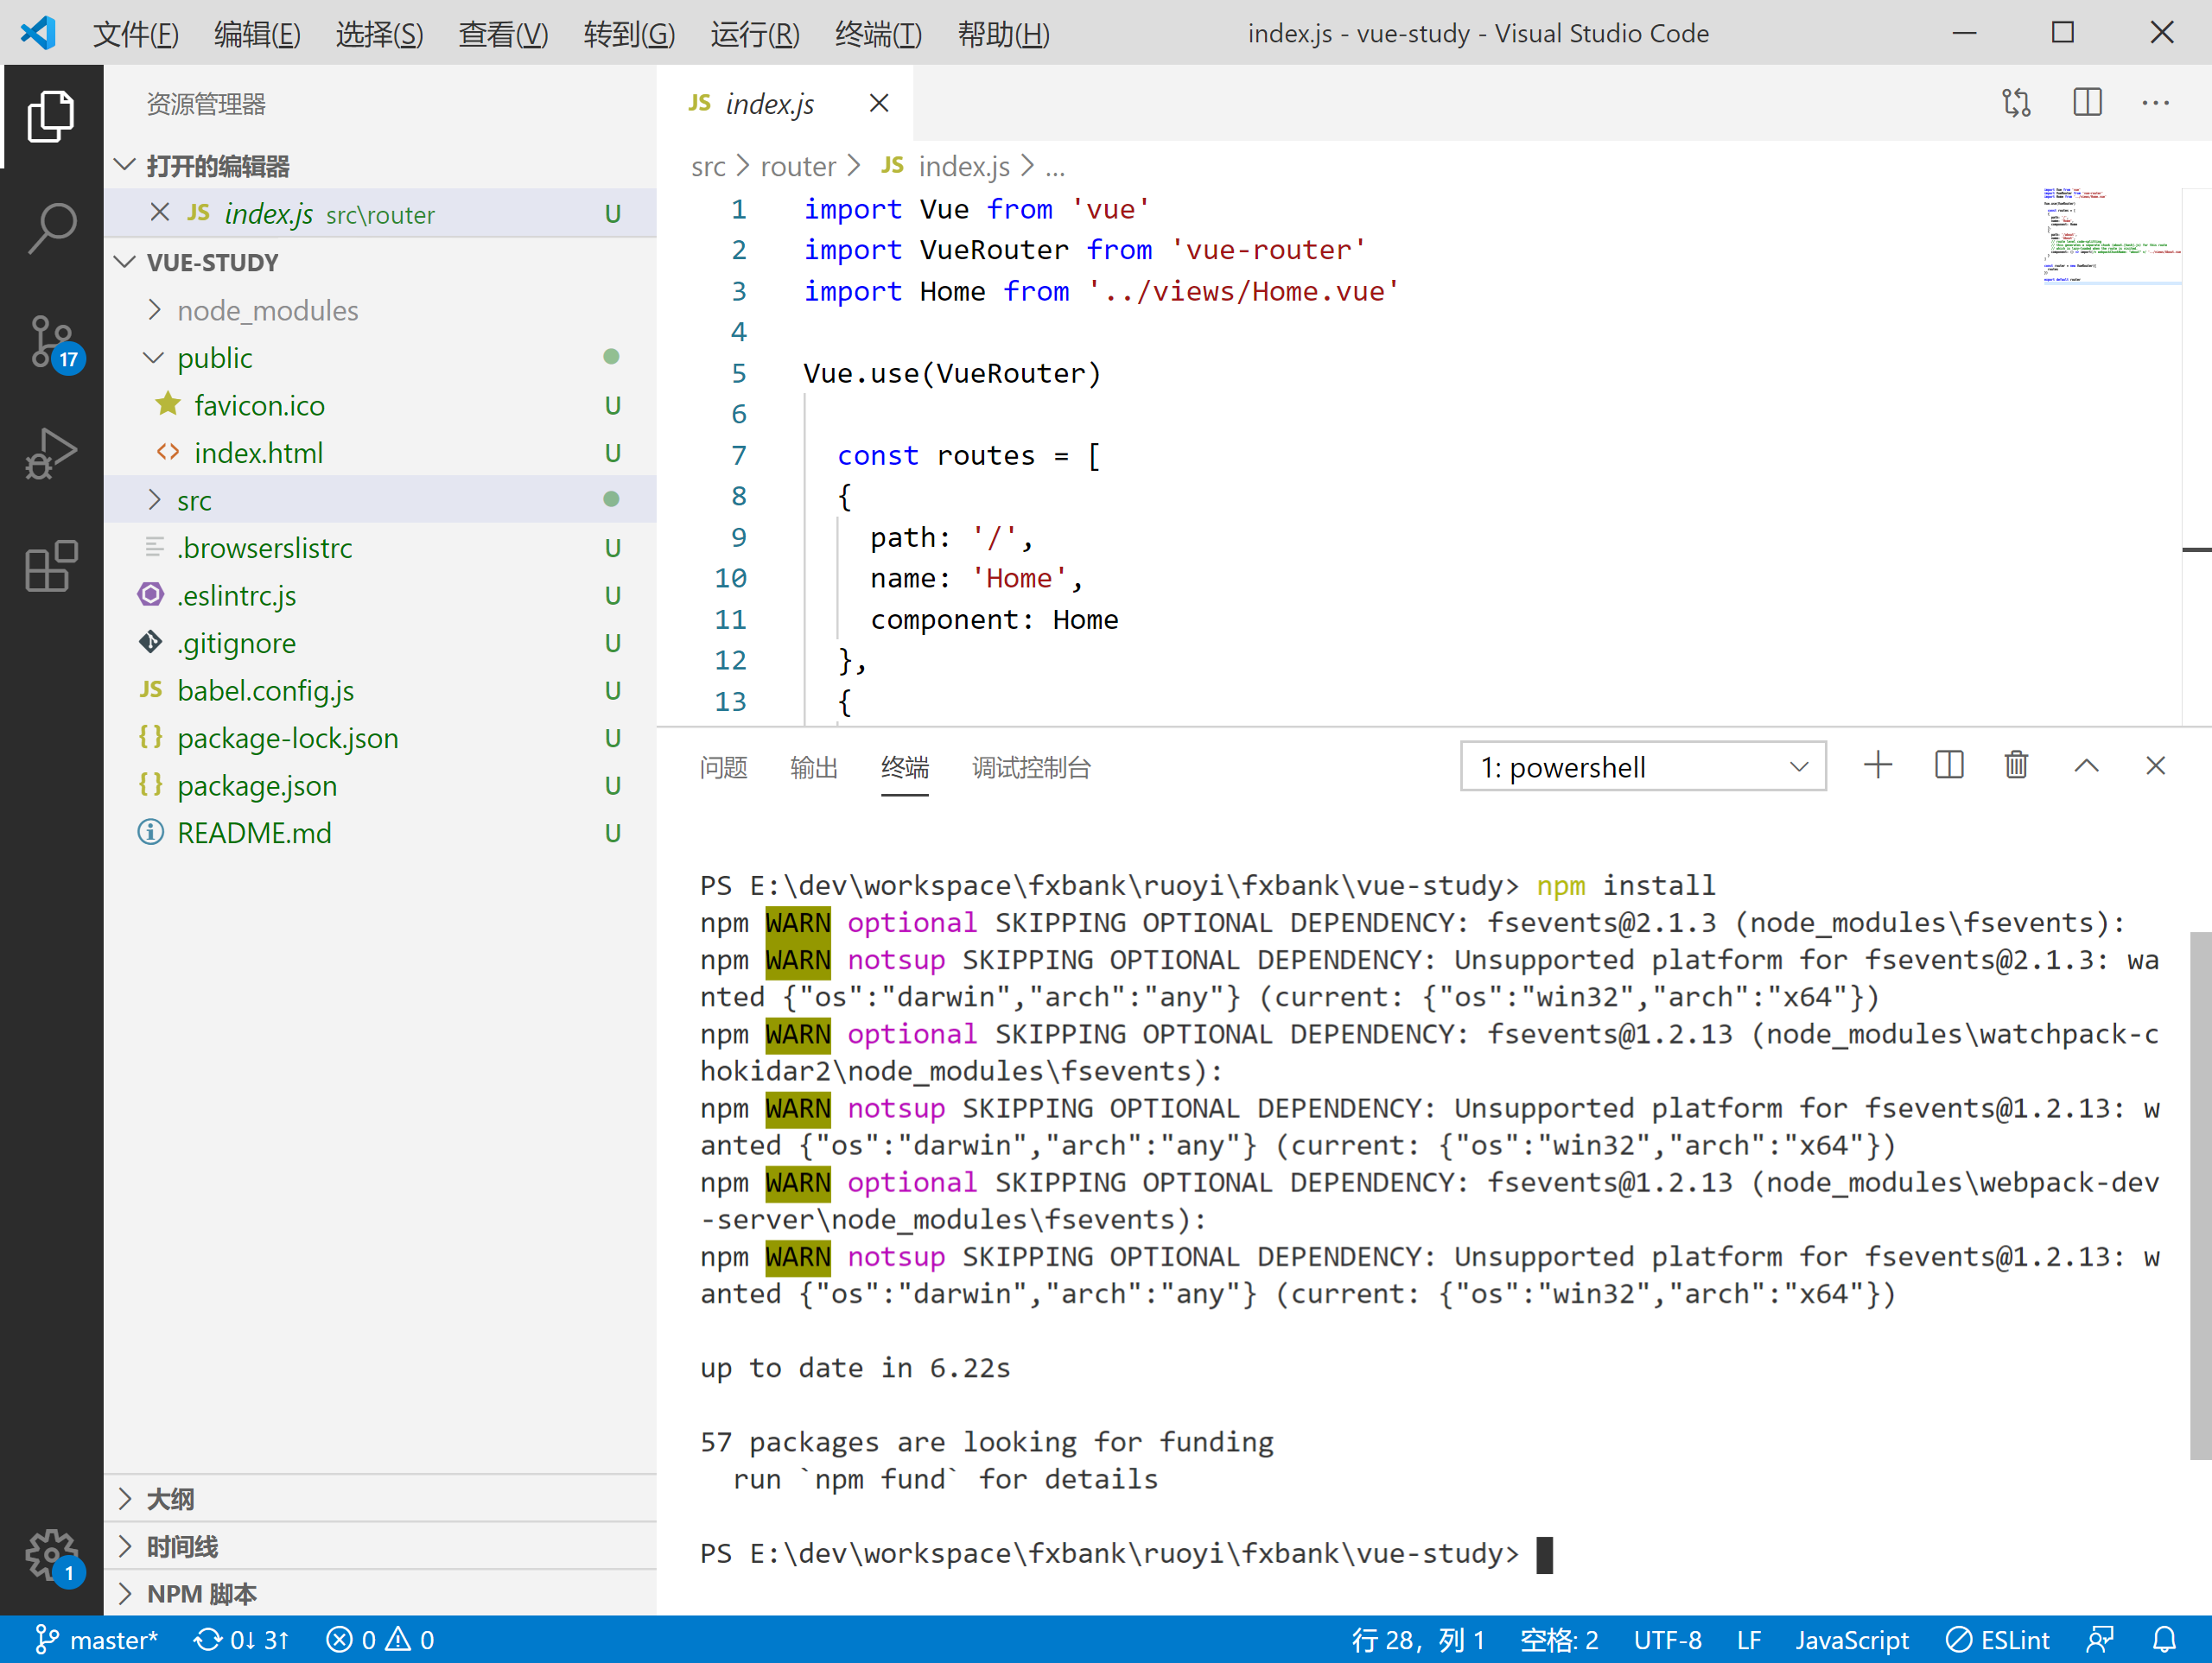 文件(F) 编辑(E) 选择(S) 查看(V) 转到(G) 运行(R) 终端(T) 帮助(H) index.js - vue-study - Visual Studio Code
资源管理器
打开的编辑器
JS index.js src\router U
VUE-STUDY
node_modules
public
favicon.ico U
index.html U
src
.browserslistrc U
.eslintrc.js U
.gitignore U
JS babel.config.js U
{} package-lock.json U
{} package.json U
README.md U
大纲
时间线
NPM 脚本
17
1
JS index.js
src > router > JS index.js > ...
1 import Vue from 'vue'
2 import VueRouter from 'vue-router'
3 import Home from '../views/Home.vue'
4
5 Vue.use(VueRouter)
6
7 const routes = [
8 {
9 path: '/',
10 name: 'Home',
11 component: Home
12 },
13 {
问题 输出 终端 调试控制台 1: powershell
PS E:\dev\workspace\fxbank\ruoyi\fxbank\vue-study> npm install
npm WARN optional SKIPPING OPTIONAL DEPENDENCY: fsevents@2.1.3 (node_modules\fsevents):
npm WARN notsup SKIPPING OPTIONAL DEPENDENCY: Unsupported platform for fsevents@2.1.3: wa
nted {"os":"darwin","arch":"any"} (current: {"os":"win32","arch":"x64"})
npm WARN optional SKIPPING OPTIONAL DEPENDENCY: fsevents@1.2.13 (node_modules\watchpack-c
hokidar2\node_modules\fsevents):
npm WARN notsup SKIPPING OPTIONAL DEPENDENCY: Unsupported platform for fsevents@1.2.13: w
anted {"os":"darwin","arch":"any"} (current: {"os":"win32","arch":"x64"})
npm WARN optional SKIPPING OPTIONAL DEPENDENCY: fsevents@1.2.13 (node_modules\webpack-dev
-server\node_modules\fsevents):
npm WARN notsup SKIPPING OPTIONAL DEPENDENCY: Unsupported platform for fsevents@1.2.13: w
anted {"os":"darwin","arch":"any"} (current: {"os":"win32","arch":"x64"})
up to date in 6.22s
57 packages are looking for funding
run `npm fund` for details
PS E:\dev\workspace\fxbank\ruoyi\fxbank\vue-study>
master* 0↓ 3↑ 0 0 行 28，列 1 空格: 2 UTF-8 LF JavaScript ESLint